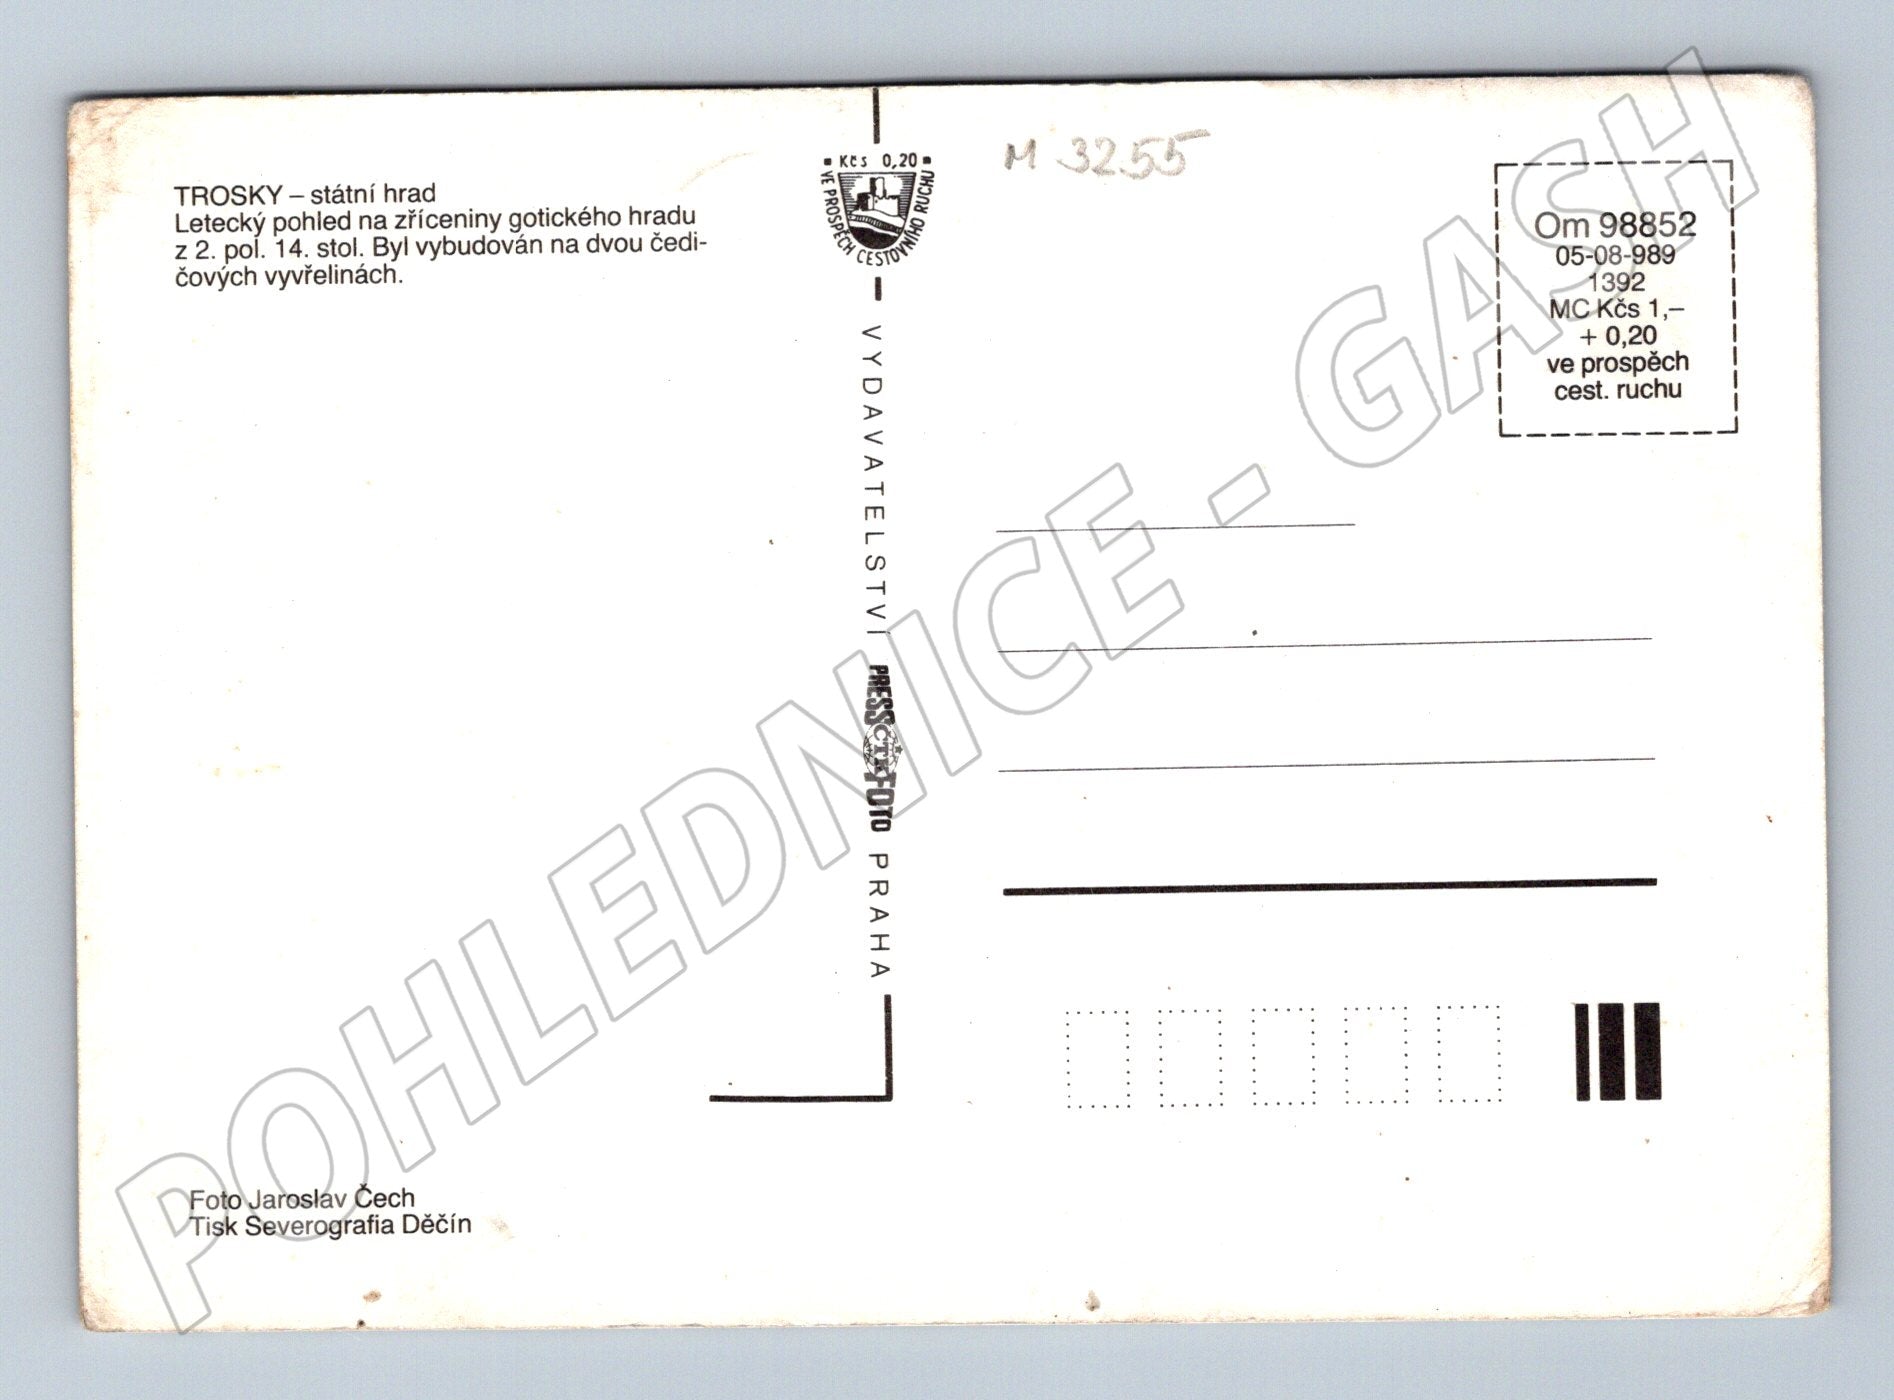 TROSKY – státní hrad
Letecký pohled na zříceniny gotického hradu
z 2. pol. 14. stol. Byl vybudován na dvou čedi-
čových vyvřelinách.
Kčs 0,20
VE PROSPĚCH CESTOVNÍHO RUCHU
VYDAVATELSTVÍ PRESSFOTO PRAHA
ČTK
M 3255
Om 98852
05-08-989
1392
MC Kčs 1,–
+ 0,20
ve prospěch
cest. ruchu
Foto Jaroslav Čech
Tisk Severografia Děčín
POHLEDNICE - GASH